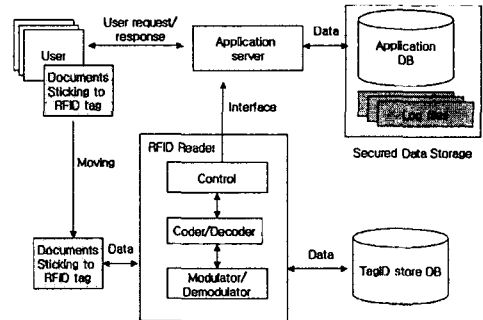 User request/
response
User
Documents
Sticking to
RFID tag
Application
server
Data
Application
DB
Log files
Secured Data Storage
Interface
Moving
RFID Reader
Control
Coder/Decoder
Modulator/
Demodulator
Documents
Sticking to
RFID tag
Data
Data
TagID store DB